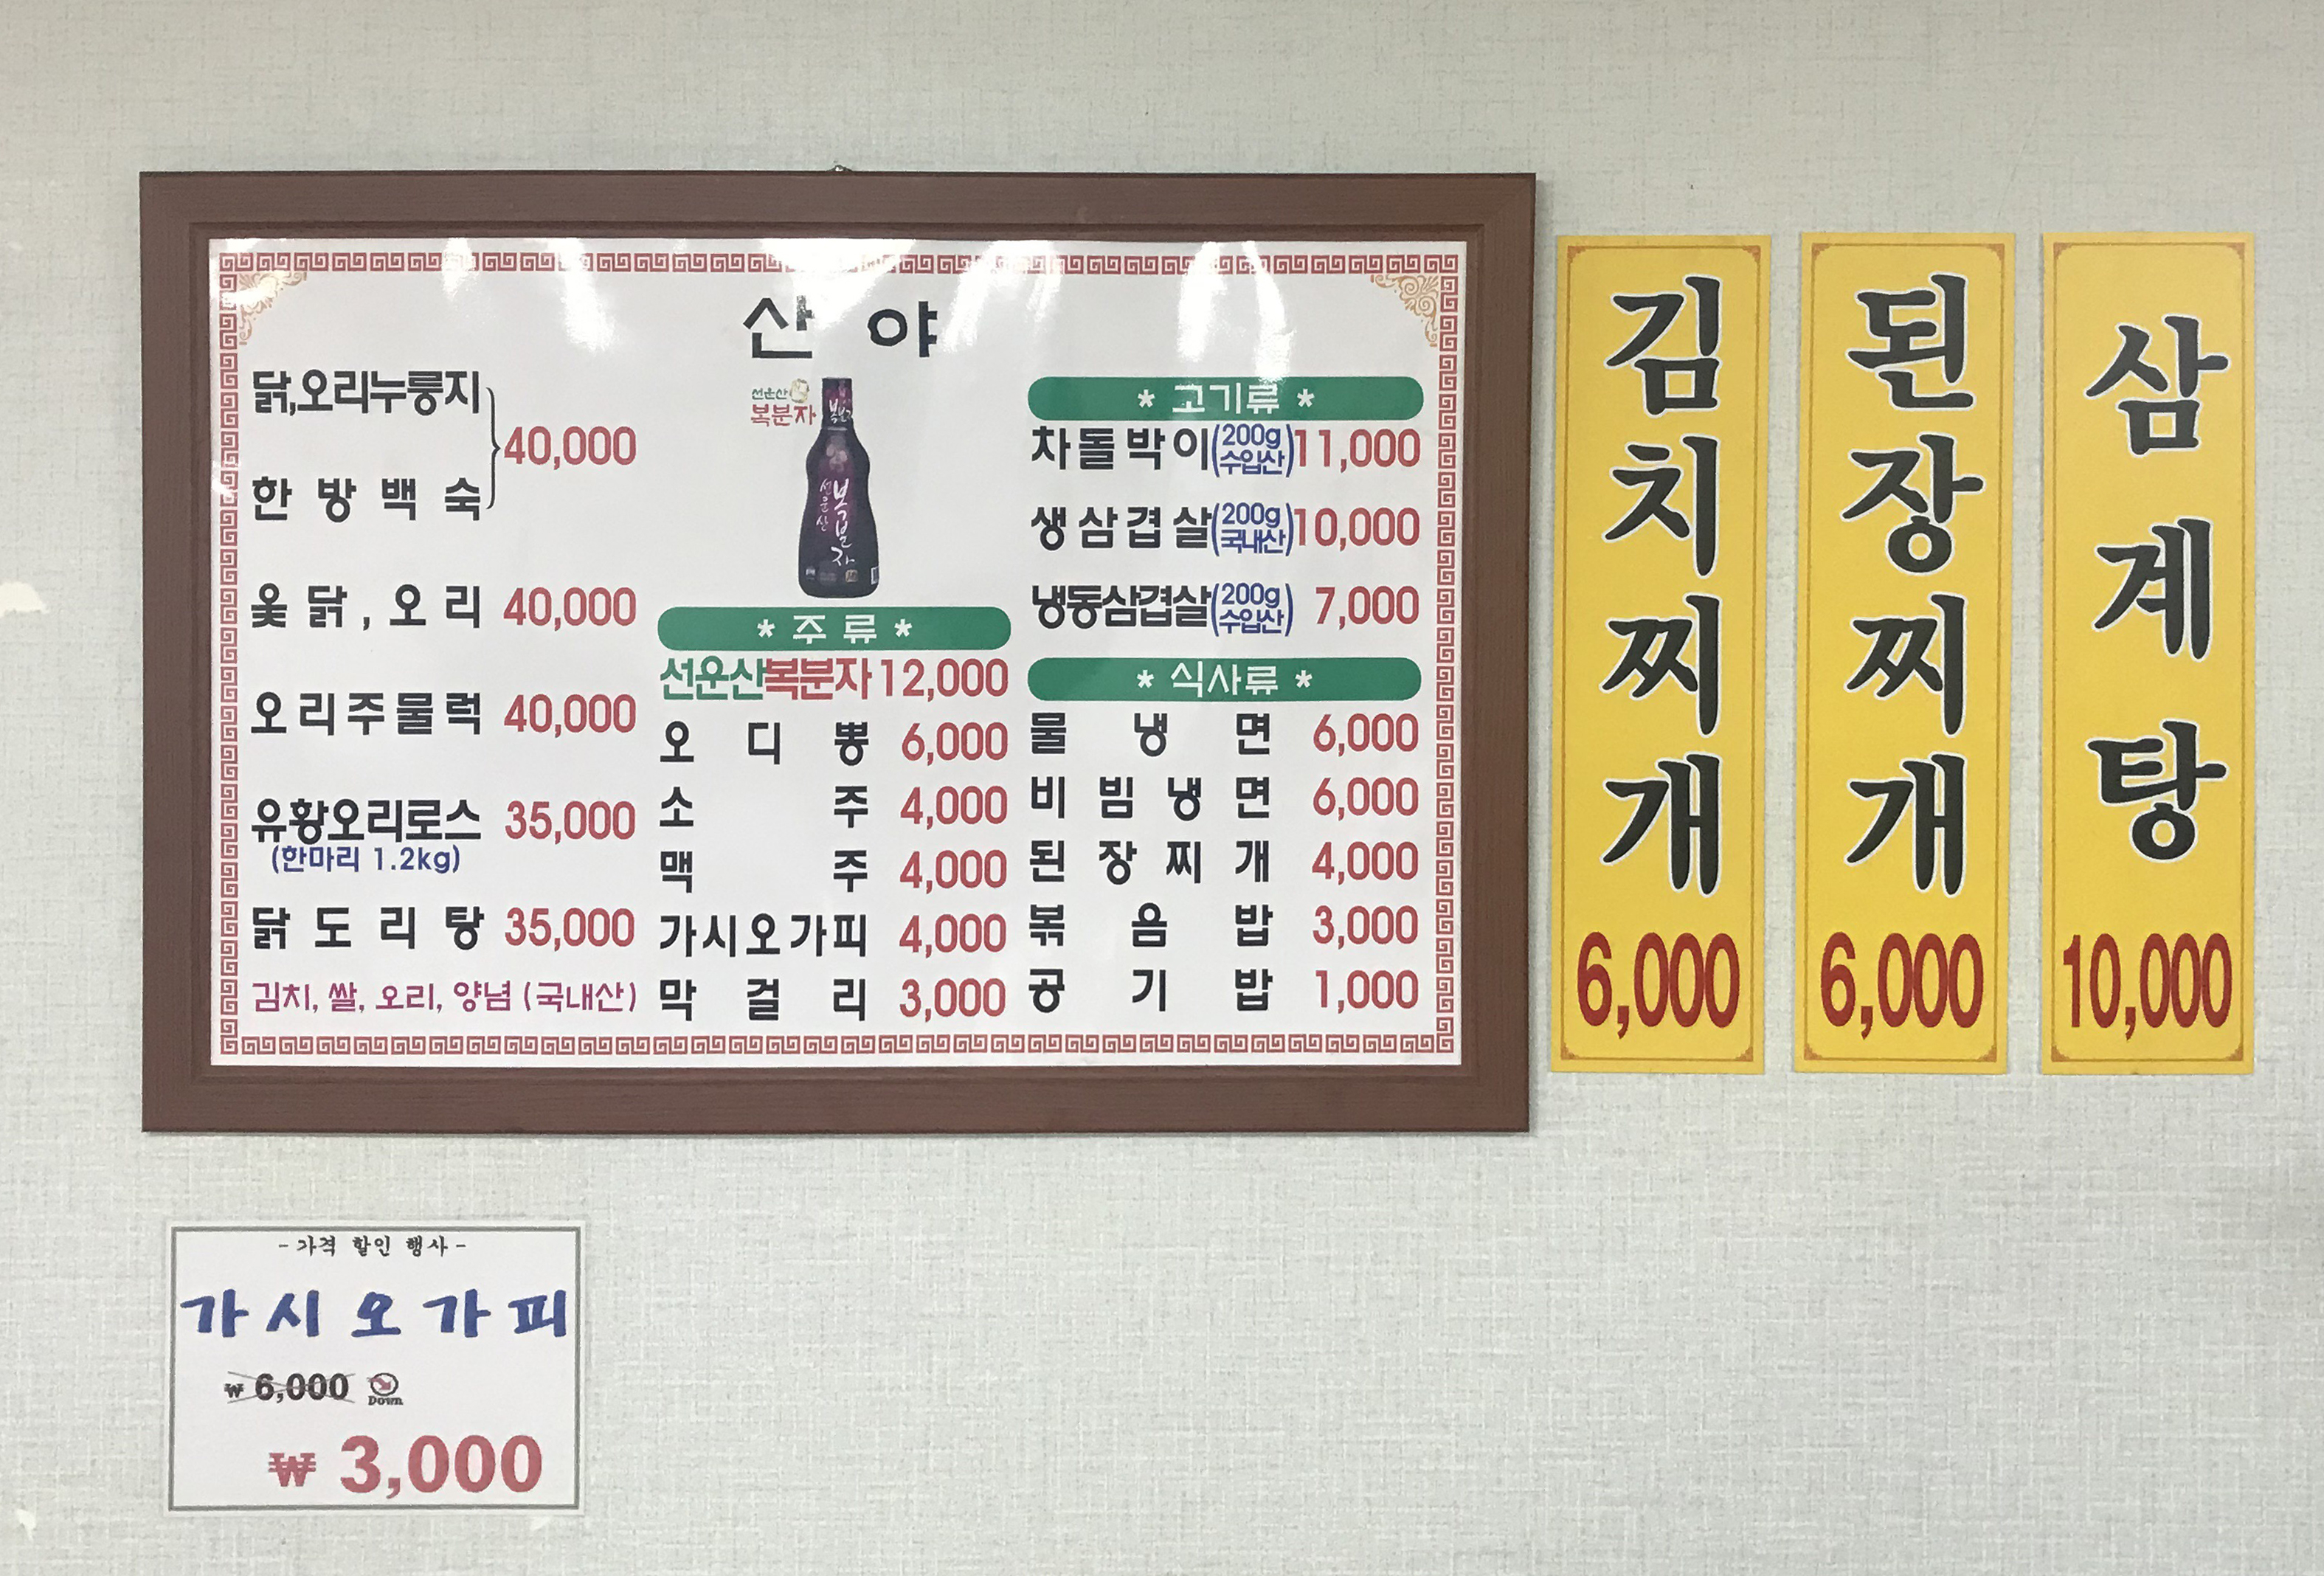 산 야
닭,오리누룽지
한 방 백 숙
40,000
옻 닭 , 오 리 40,000
오리주물럭 40,000
유황오리로스 35,000
(한마리 1.2kg)
닭 도 리 탕 35,000
김치, 쌀, 오리, 양념 (국내산)
선운산
복분자
선운산
복분자
* 주 류 *
선운산복분자 12,000
오 디 뽕 6,000
소 주 4,000
맥 주 4,000
가시오가피 4,000
막 걸 리 3,000
* 고기류 *
차돌박이(200g 수입산) 11,000
생삼겹살(200g 국내산) 10,000
냉동삼겹살(200g 수입산) 7,000
* 식사류 *
물 냉 면 6,000
비 빔 냉 면 6,000
된 장 찌 개 4,000
볶 음 밥 3,000
공 기 밥 1,000
김치찌개
6,000
된장찌개
6,000
삼계탕
10,000
- 가격 할인 행사 -
가시오가피
₩ 6,000 Down
₩ 3,000